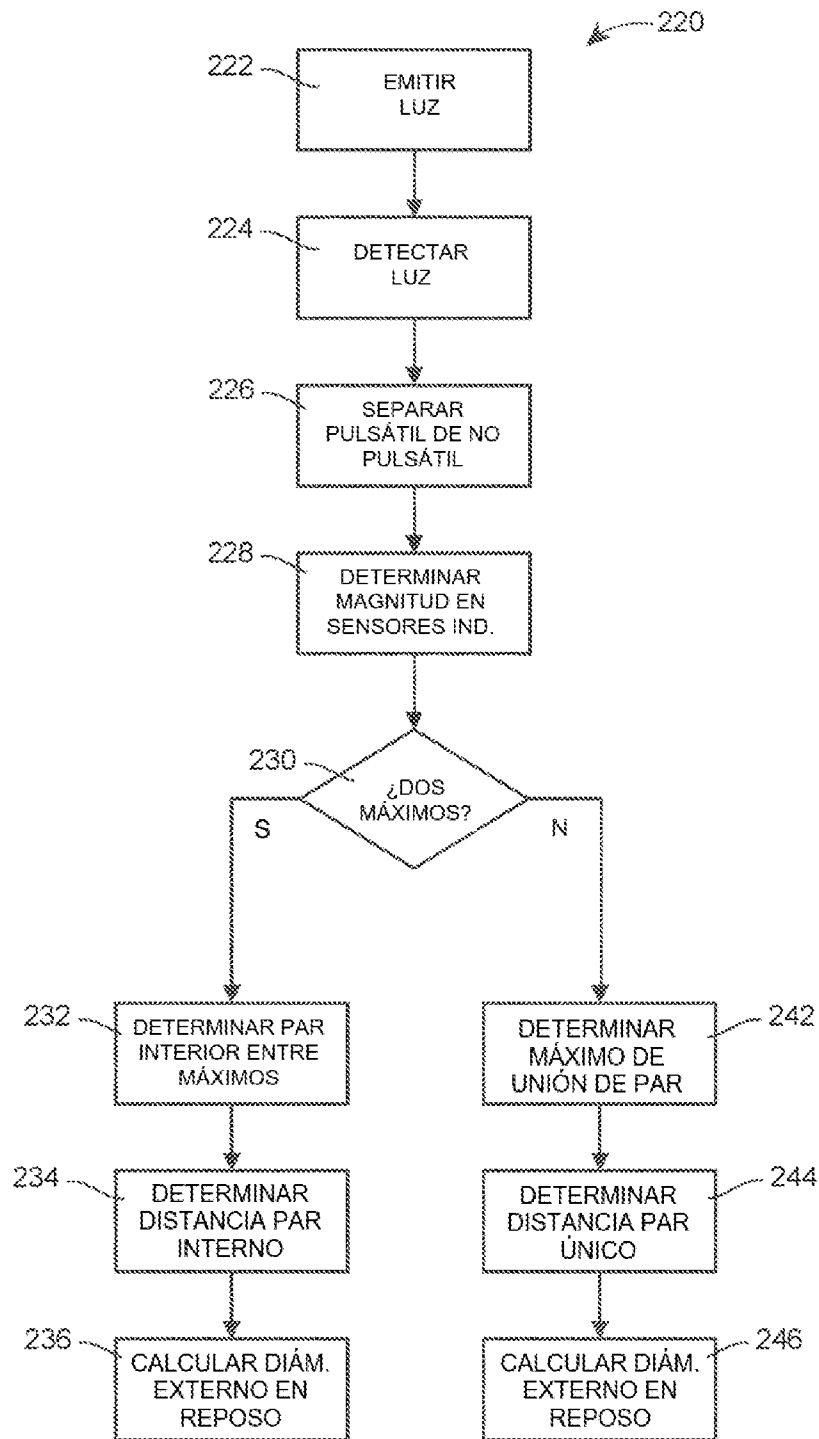 220
222
EMITIR
LUZ
224
DETECTAR
LUZ
226
SEPARAR
PULSÁTIL DE NO
PULSÁTIL
228
DETERMINAR
MAGNITUD EN
SENSORES IND.
230
¿DOS
MÁXIMOS?
S
N
232
DETERMINAR PAR
INTERIOR ENTRE
MÁXIMOS
242
DETERMINAR
MÁXIMO DE
UNIÓN DE PAR
234
DETERMINAR
DISTANCIA PAR
INTERNO
244
DETERMINAR
DISTANCIA PAR
ÚNICO
236
CALCULAR DIÁM.
EXTERNO EN
REPOSO
246
CALCULAR DIÁM.
EXTERNO EN
REPOSO